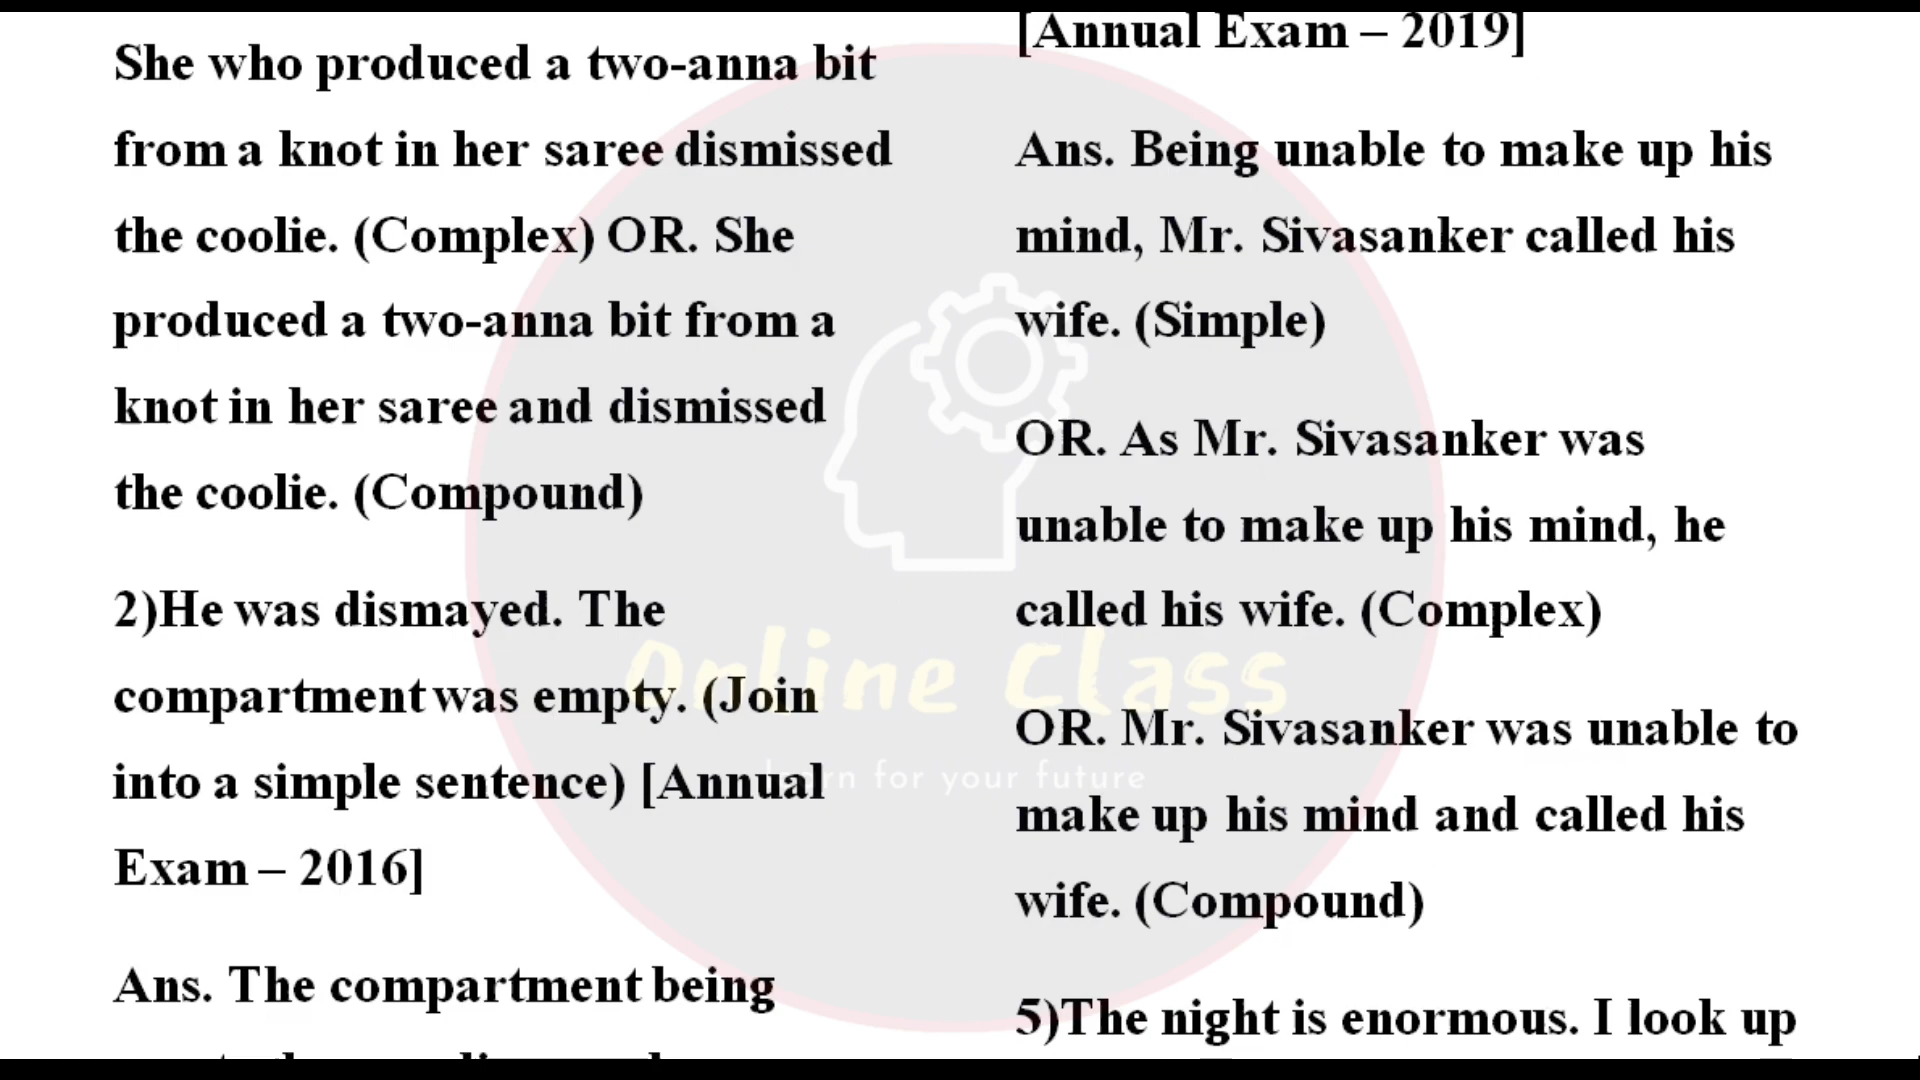 She who produced a two-anna bit
from a knot in her saree dismissed
the coolie. (Complex) OR. She
produced a two-anna bit from a
knot in her saree and dismissed
the coolie. (Compound)
2)He was dismayed. The
compartment was empty. (Join
into a simple sentence) [Annual
Exam – 2016]
Ans. The compartment being
[Annual Exam – 2019]
Ans. Being unable to make up his
mind, Mr. Sivasanker called his
wife. (Simple)
OR. As Mr. Sivasanker was
unable to make up his mind, he
called his wife. (Complex)
OR. Mr. Sivasanker was unable to
make up his mind and called his
wife. (Compound)
5)The night is enormous. I look up
Online Class
for your future